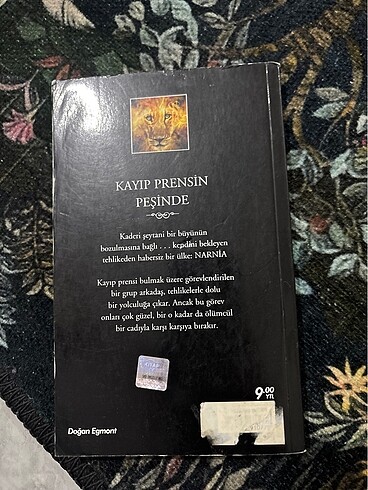 KAYIP PRENSİN
PEŞİNDE
Kaderi şeytani bir büyünün
bozulmasına bağlı . . . kendini bekleyen
tehlikeden habersiz bir ülke: NARNİA
Kayıp prensi bulmak üzere görevlendirilen
bir grup arkadaş, tehlikelerle dolu
bir yolculuğa çıkar. Ancak bu görev
onları çok güzel, bir o kadar da ölümcül
bir cadıyla karşı karşıya bırakır.
9.00
YTL
Doğan Egmont